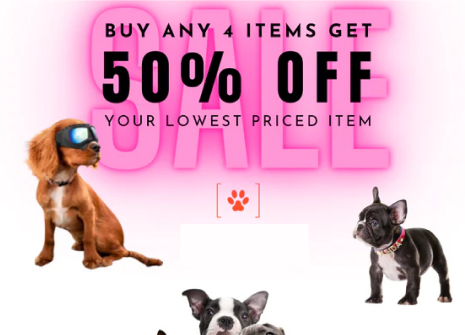 SALE
BUY ANY 4 ITEMS GET
50% OFF
YOUR LOWEST PRICED ITEM